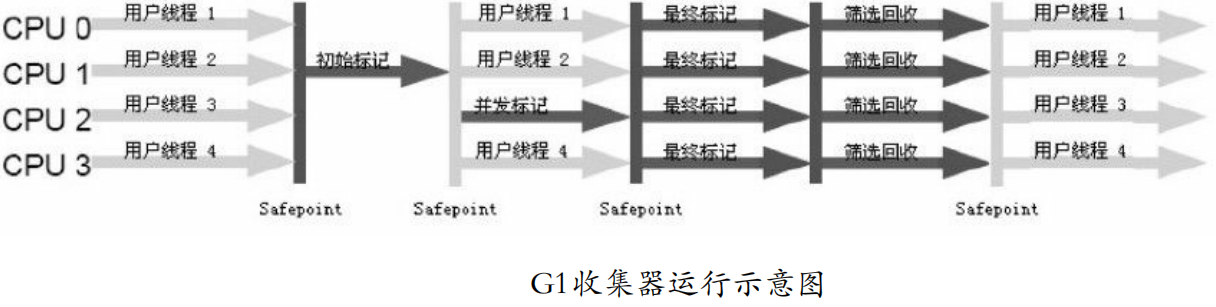 CPU 0 用户线程 1 用户线程 1 最终标记 筛选回收 用户线程 1
CPU 1 用户线程 2 初始标记 用户线程 2 最终标记 筛选回收 用户线程 2
CPU 2 用户线程 3 并发标记 最终标记 筛选回收 用户线程 3
CPU 3 用户线程 4 用户线程 4 最终标记 筛选回收 用户线程 4
Safepoint Safepoint Safepoint Safepoint
G1收集器运行示意图